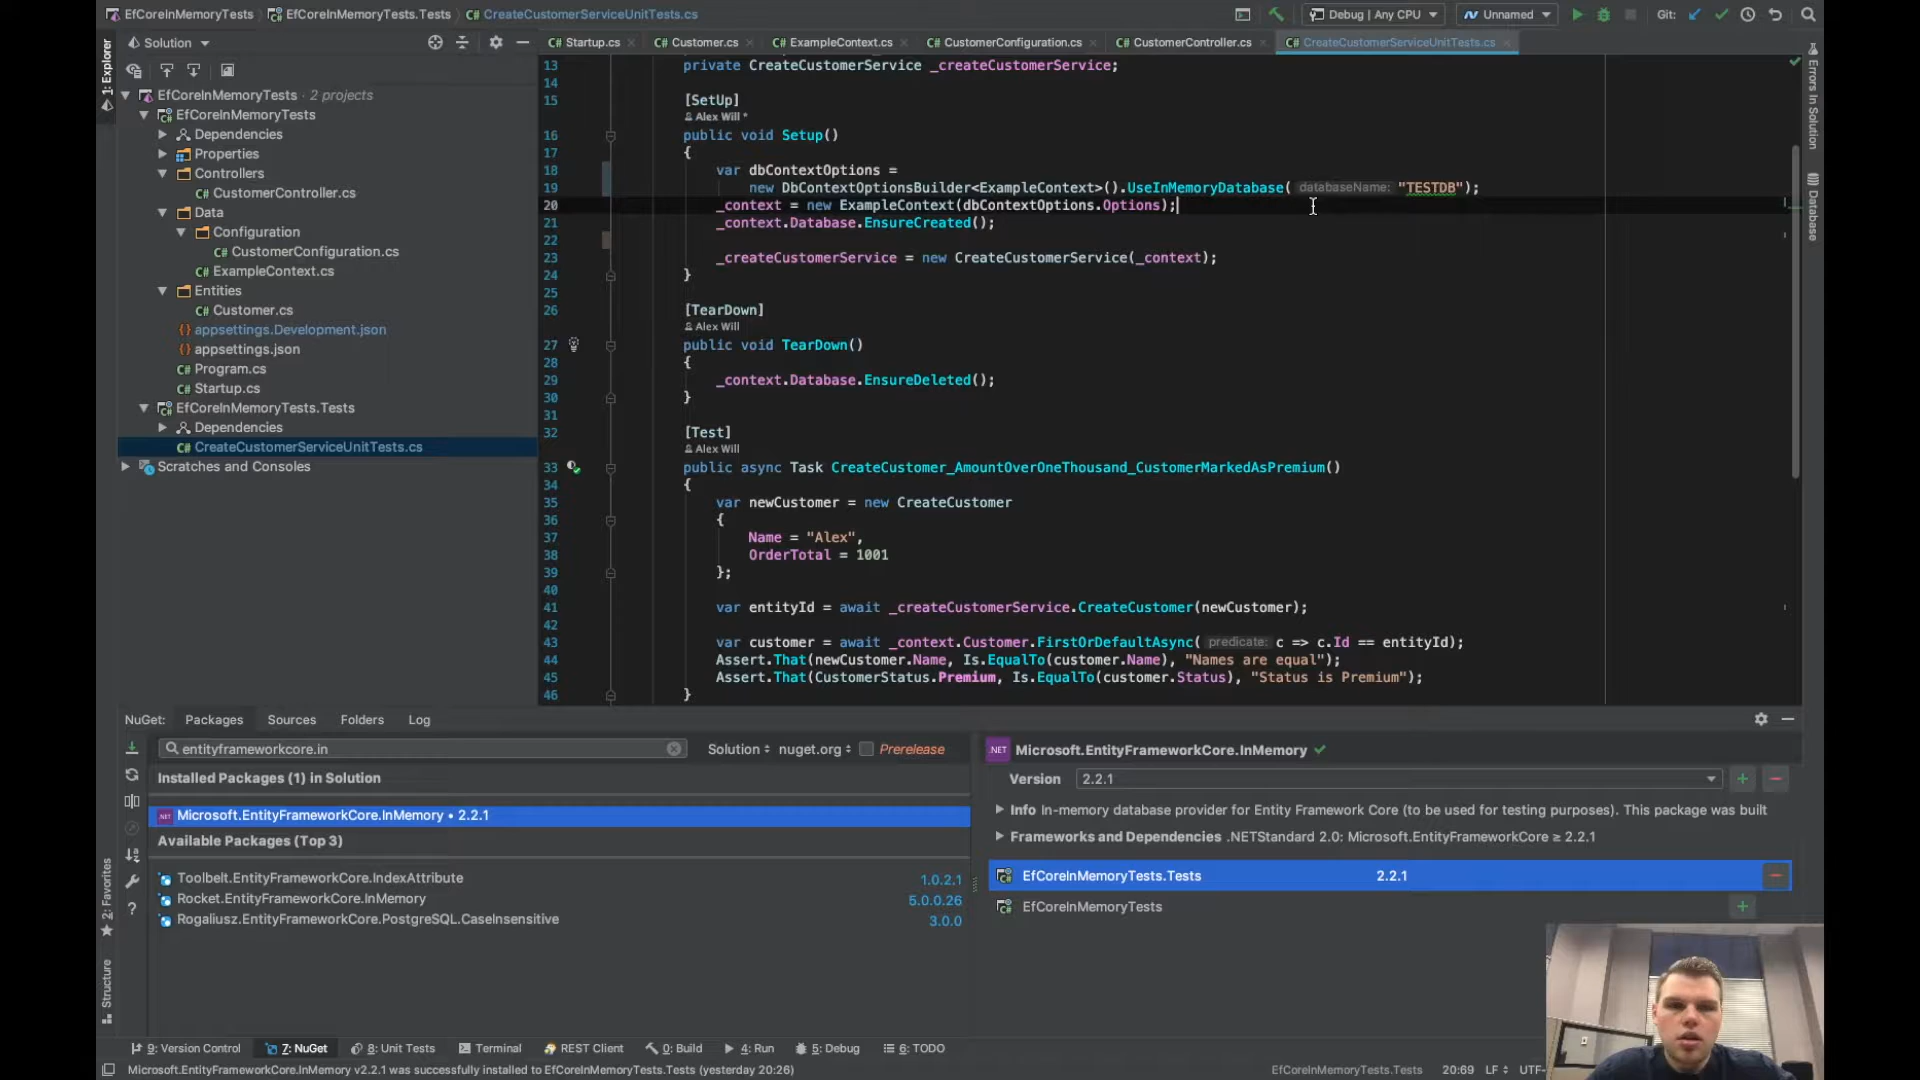 EfCoreInMemoryTests › EfCoreInMemoryTests.Tests › C# CreateCustomerServiceUnitTests.cs
Debug | Any CPU
Unnamed
Git:
1: Explorer
Solution
C# Startup.cs
C# Customer.cs
C# ExampleContext.cs
C# CustomerConfiguration.cs
C# CustomerController.cs
C# CreateCustomerServiceUnitTests.cs
EfCoreInMemoryTests · 2 projects
EfCoreInMemoryTests
Dependencies
Properties
Controllers
C# CustomerController.cs
Data
Configuration
C# CustomerConfiguration.cs
C# ExampleContext.cs
Entities
C# Customer.cs
{} appsettings.Development.json
{} appsettings.json
C# Program.cs
C# Startup.cs
EfCoreInMemoryTests.Tests
Dependencies
C# CreateCustomerServiceUnitTests.cs
Scratches and Consoles
13 private CreateCustomerService _createCustomerService;
14
15 [SetUp]
Alex Will *
16 public void Setup()
17 {
18 var dbContextOptions =
19 new DbContextOptionsBuilder<ExampleContext>().UseInMemoryDatabase( databaseName: "TESTDB");
20 _context = new ExampleContext(dbContextOptions.Options);
21 _context.Database.EnsureCreated();
22
23 _createCustomerService = new CreateCustomerService(_context);
24 }
25
26 [TearDown]
Alex Will
27 public void TearDown()
28 {
29 _context.Database.EnsureDeleted();
30 }
31
32 [Test]
Alex Will
33 public async Task CreateCustomer_AmountOverOneThousand_CustomerMarkedAsPremium()
34 {
35 var newCustomer = new CreateCustomer
36 {
37 Name = "Alex",
38 OrderTotal = 1001
39 };
40
41 var entityId = await _createCustomerService.CreateCustomer(newCustomer);
42
43 var customer = await _context.Customer.FirstOrDefaultAsync( predicate: c => c.Id == entityId);
44 Assert.That(newCustomer.Name, Is.EqualTo(customer.Name), "Names are equal");
45 Assert.That(CustomerStatus.Premium, Is.EqualTo(customer.Status), "Status is Premium");
46 }
Errors In Solution
Database
NuGet: Packages Sources Folders Log
entityframeworkcore.in
Solution nuget.org Prerelease
Installed Packages (1) in Solution
.NET Microsoft.EntityFrameworkCore.InMemory • 2.2.1
Available Packages (Top 3)
Toolbelt.EntityFrameworkCore.IndexAttribute 1.0.2.1
Rocket.EntityFrameworkCore.InMemory 5.0.0.26
Rogaliusz.EntityFrameworkCore.PostgreSQL.CaseInsensitive 3.0.0
.NET Microsoft.EntityFrameworkCore.InMemory
Version 2.2.1
Info In-memory database provider for Entity Framework Core (to be used for testing purposes). This package was built
Frameworks and Dependencies .NETStandard 2.0: Microsoft.EntityFrameworkCore ≥ 2.2.1
EfCoreInMemoryTests.Tests 2.2.1
EfCoreInMemoryTests
2: Favorites
Structure
9: Version Control
7: NuGet
8: Unit Tests
Terminal
REST Client
0: Build
4: Run
5: Debug
6: TODO
Microsoft.EntityFrameworkCore.InMemory v2.2.1 was successfully installed to EfCoreInMemoryTests.Tests (yesterday 20:26)
EfCoreInMemoryTests.Tests 20:69 LF UTF-